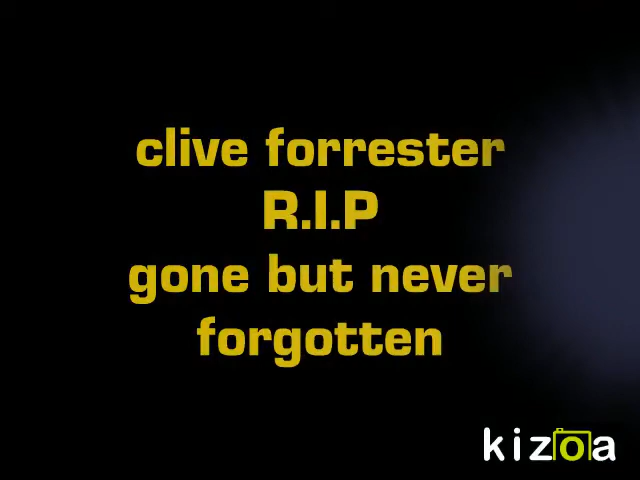 clive forrester
R.I.P
gone but never
forgotten
kizoa